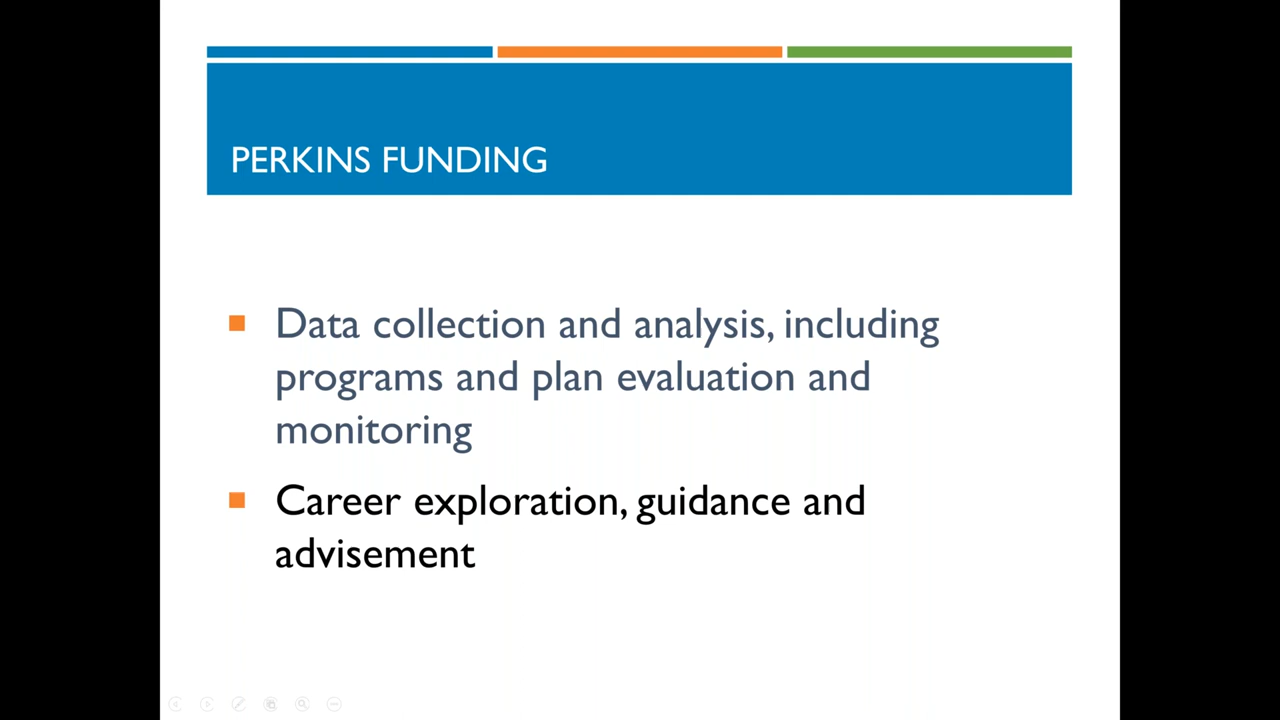 PERKINS FUNDING
Data collection and analysis, including
programs and plan evaluation and
monitoring
Career exploration, guidance and
advisement